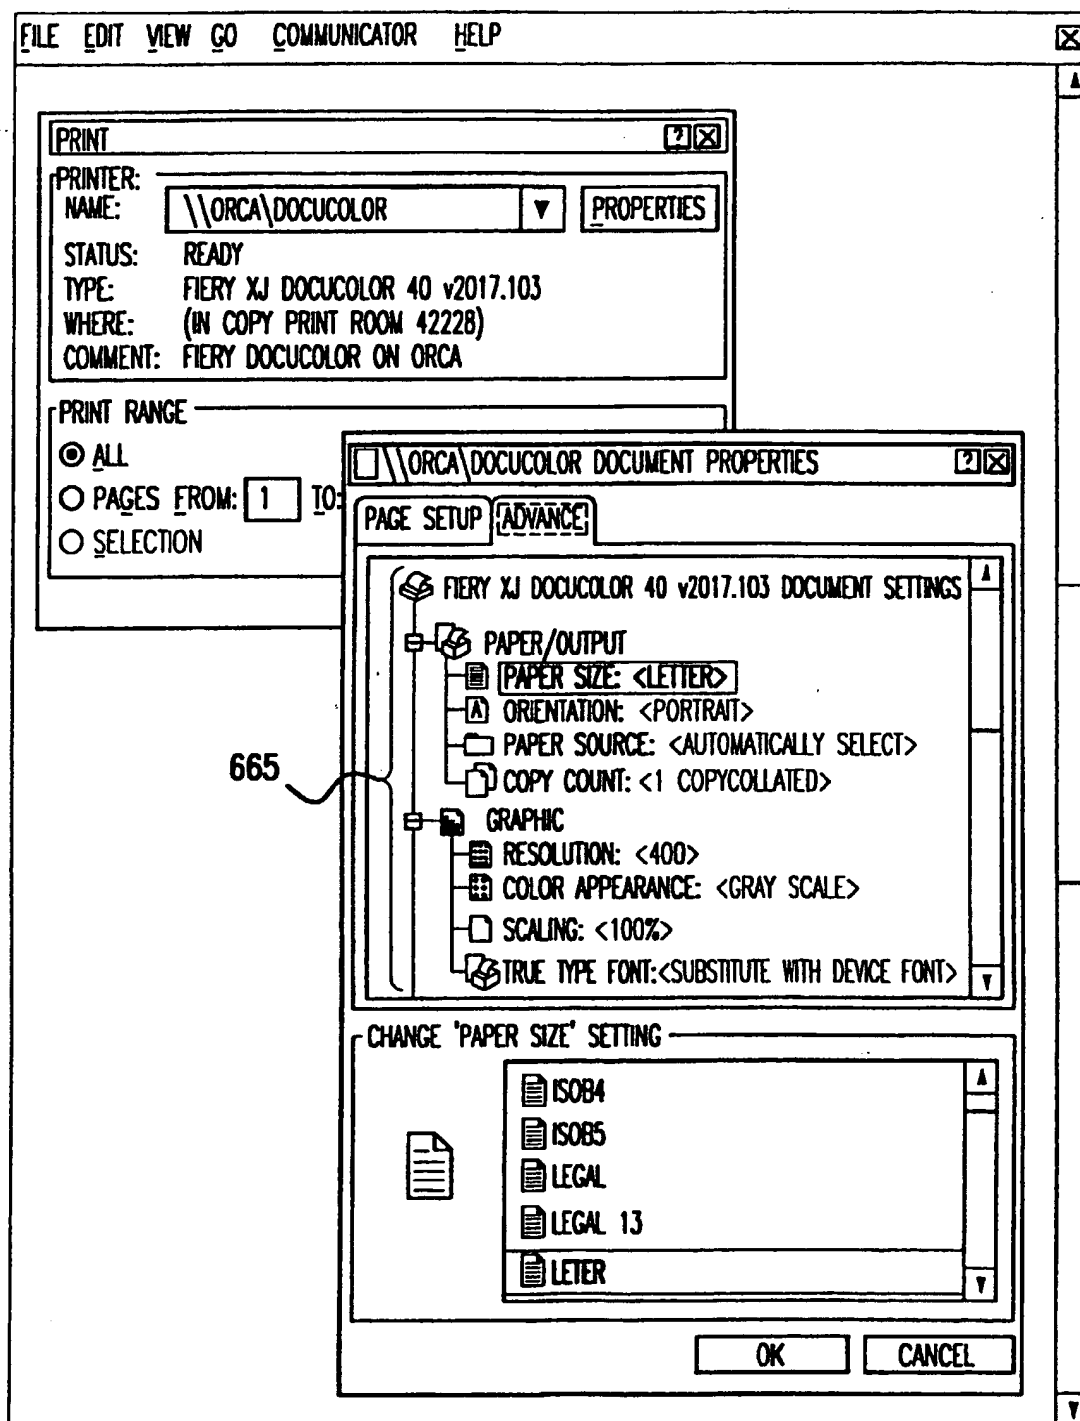 FILE EDIT VIEW GO COMMUNICATOR HELP
PRINT
PRINTER:
NAME: \\ORCA\DOCUCOLOR PROPERTIES
STATUS: READY
TYPE: FIERY XJ DOCUCOLOR 40 v2017.103
WHERE: (IN COPY PRINT ROOM 42228)
COMMENT: FIERY DOCUCOLOR ON ORCA
PRINT RANGE
ALL
PAGES FROM: 1 TO:
SELECTION
\\ORCA\DOCUCOLOR DOCUMENT PROPERTIES
PAGE SETUP ADVANCE
FIERY XJ DOCUCOLOR 40 v2017.103 DOCUMENT SETTINGS
PAPER/OUTPUT
PAPER SIZE: <LETTER>
ORIENTATION: <PORTRAIT>
PAPER SOURCE: <AUTOMATICALLY SELECT>
COPY COUNT: <1 COPYCOLLATED>
665
GRAPHIC
RESOLUTION: <400>
COLOR APPEARANCE: <GRAY SCALE>
SCALING: <100%>
TRUE TYPE FONT:<SUBSTITUTE WITH DEVICE FONT>
CHANGE 'PAPER SIZE' SETTING
ISOB4
ISOB5
LEGAL
LEGAL 13
LETER
OK CANCEL